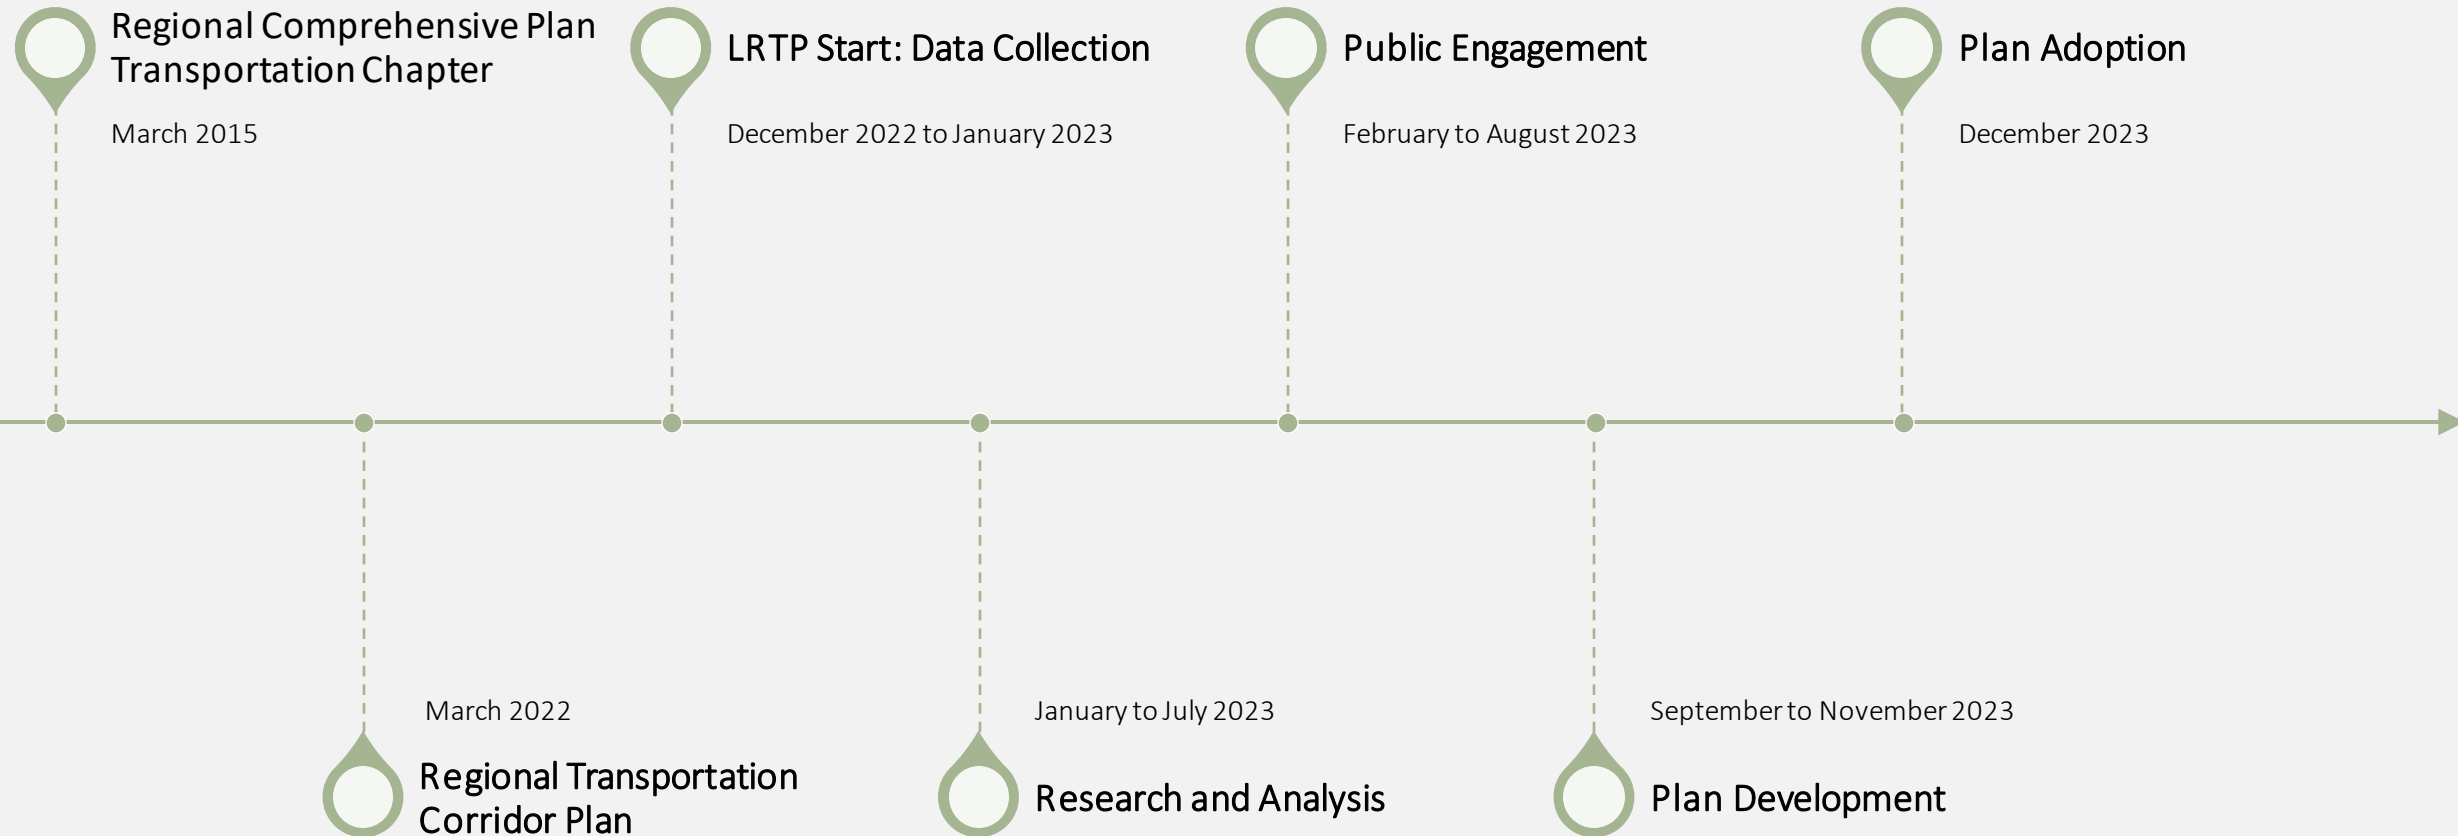 Regional Comprehensive Plan
Transportation Chapter
March 2015
LRTP Start: Data Collection
December 2022 to January 2023
Public Engagement
February to August 2023
Plan Adoption
December 2023
March 2022
Regional Transportation
Corridor Plan
January to July 2023
Research and Analysis
September to November 2023
Plan Development